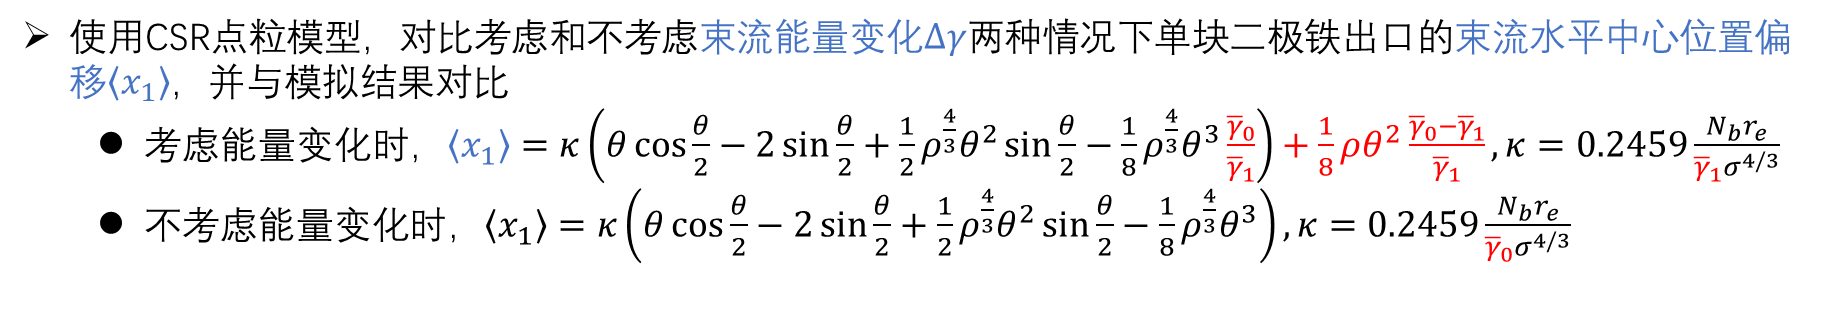 ➢ 使用CSR点粒模型，对比考虑和不考虑束流能量变化Δγ两种情况下单块二极铁出口的束流水平中心位置偏
移⟨x₁⟩，并与模拟结果对比
● 考虑能量变化时，⟨x₁⟩ = κ(θ cos θ/2 − 2 sin θ/2 + 1/2 ρ^(4/3) θ² sin θ/2 − 1/8 ρ^(4/3) θ³ γ̅₀/γ̅₁) + 1/8 ρθ² (γ̅₀−γ̅₁)/γ̅₁, κ = 0.2459 N_b r_e/(γ̅₁σ^(4/3))
● 不考虑能量变化时，⟨x₁⟩ = κ(θ cos θ/2 − 2 sin θ/2 + 1/2 ρ^(4/3) θ² sin θ/2 − 1/8 ρ^(4/3) θ³), κ = 0.2459 N_b r_e/(γ̅₀σ^(4/3))